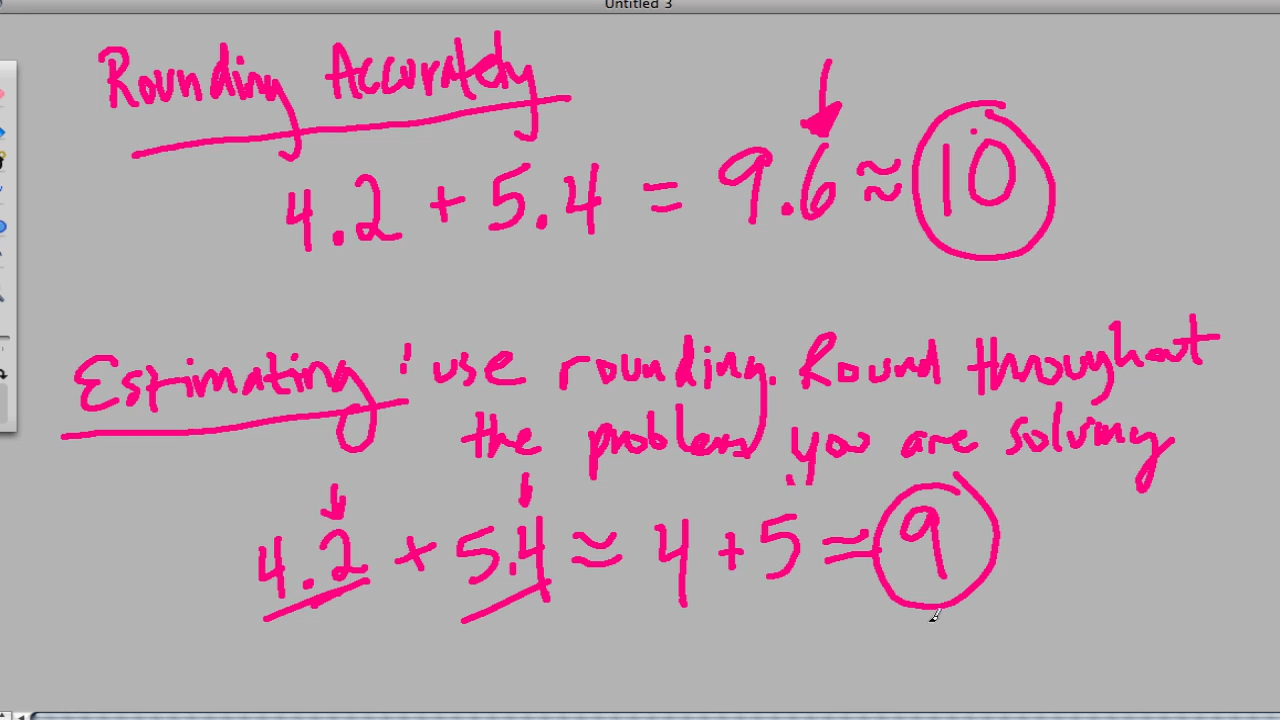 Untitled 3
Rounding Accurately
4.2 + 5.4 = 9.6 ≈ 10
Estimating : use rounding. Round throughout
the problem you are solving
4.2 + 5.4 ≈ 4 + 5 = 9